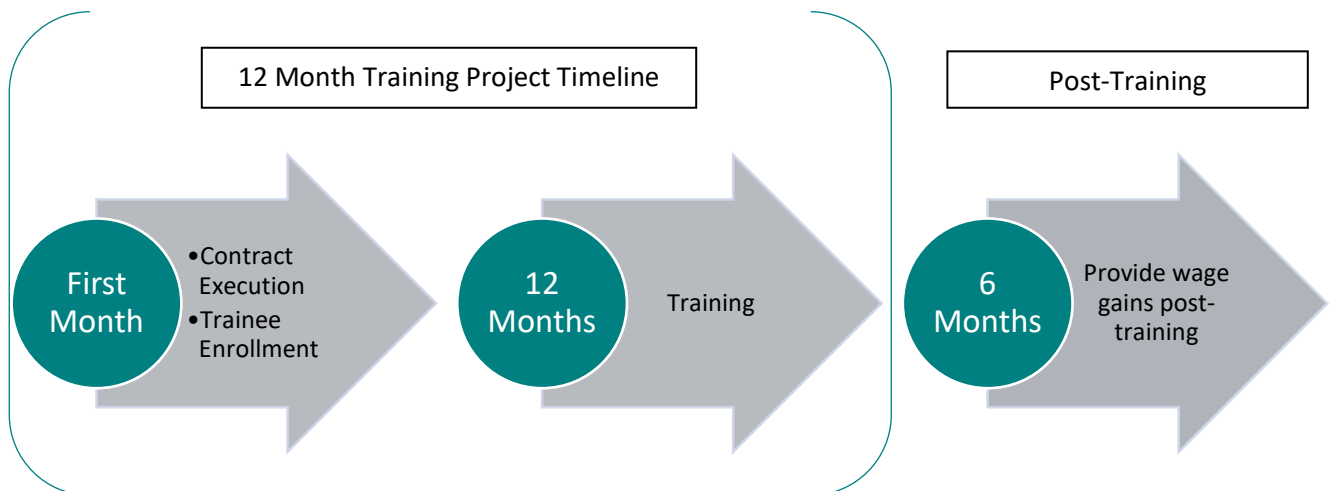 12 Month Training Project Timeline
Post-Training
First
Month
•Contract
Execution
•Trainee
Enrollment
12
Months
Training
6
Months
Provide wage
gains post-
training